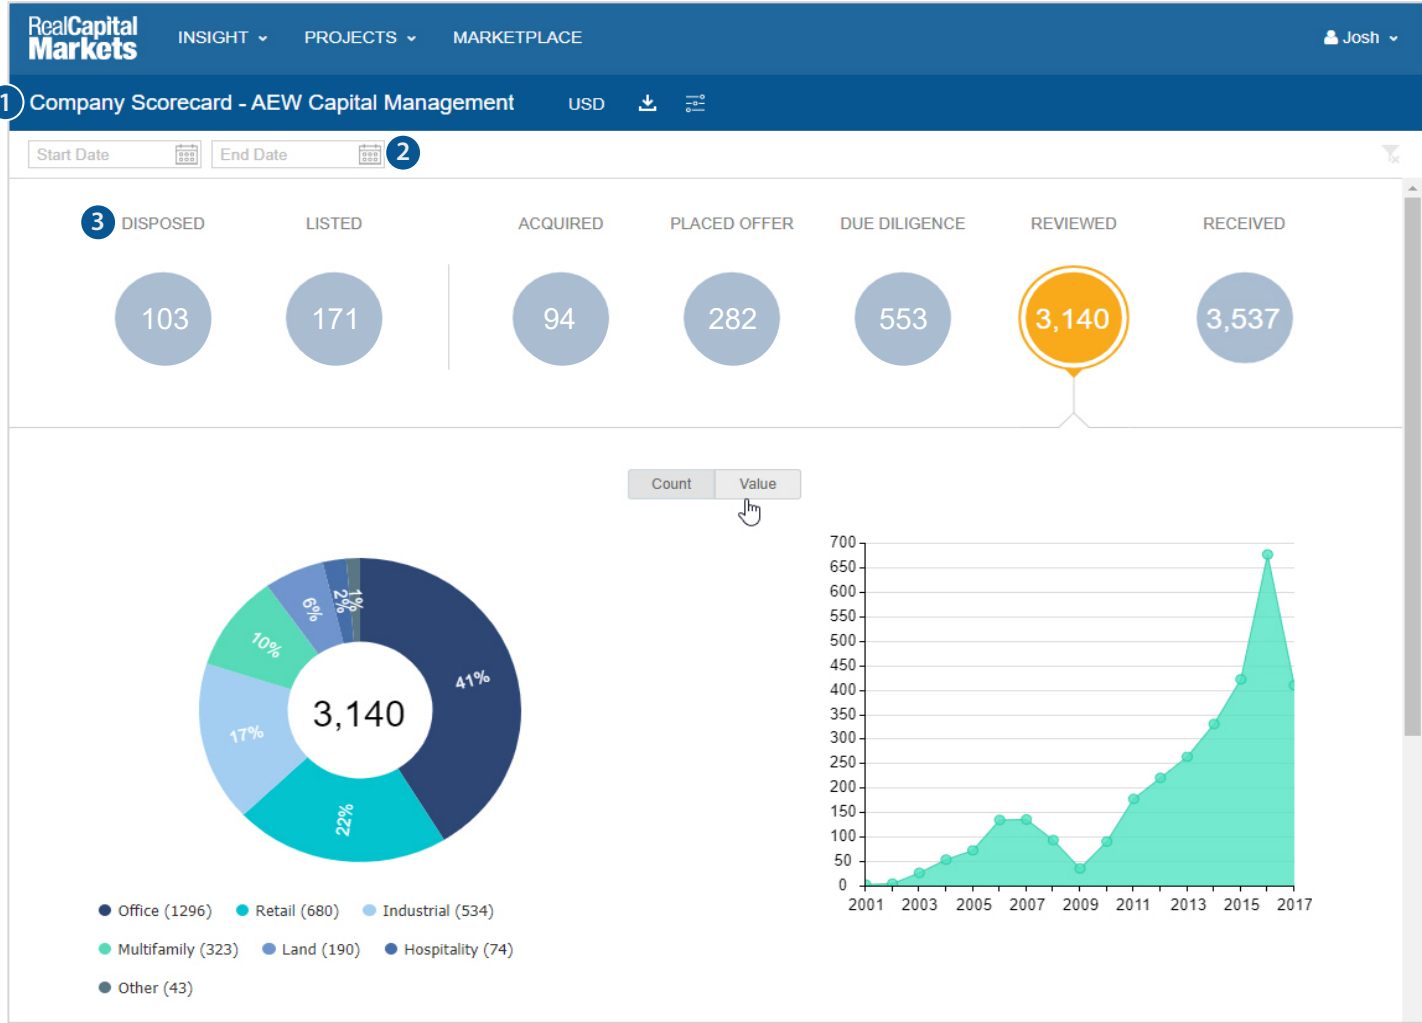 RealCapital
Markets
INSIGHT PROJECTS MARKETPLACE Josh
1 Company Scorecard - AEW Capital Management USD
Start Date End Date 2
3 DISPOSED LISTED ACQUIRED PLACED OFFER DUE DILIGENCE REVIEWED RECEIVED
103 171 94 282 553 3,140 3,537
Count Value
41%
22%
17%
10%
6%
2%
1%
3,140
Office (1296) Retail (680) Industrial (534)
Multifamily (323) Land (190) Hospitality (74)
Other (43)
700
650
600
550
500
450
400
350
300
250
200
150
100
50
0
2001 2003 2005 2007 2009 2011 2013 2015 2017